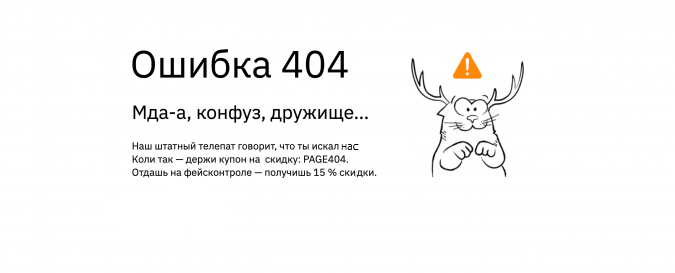 Ошибка 404
Мда-а, конфуз, дружище...
Наш штатный телепат говорит, что ты искал нас
Коли так — держи купон на скидку: PAGE404.
Отдашь на фейсконтроле — получишь 15 % скидки.